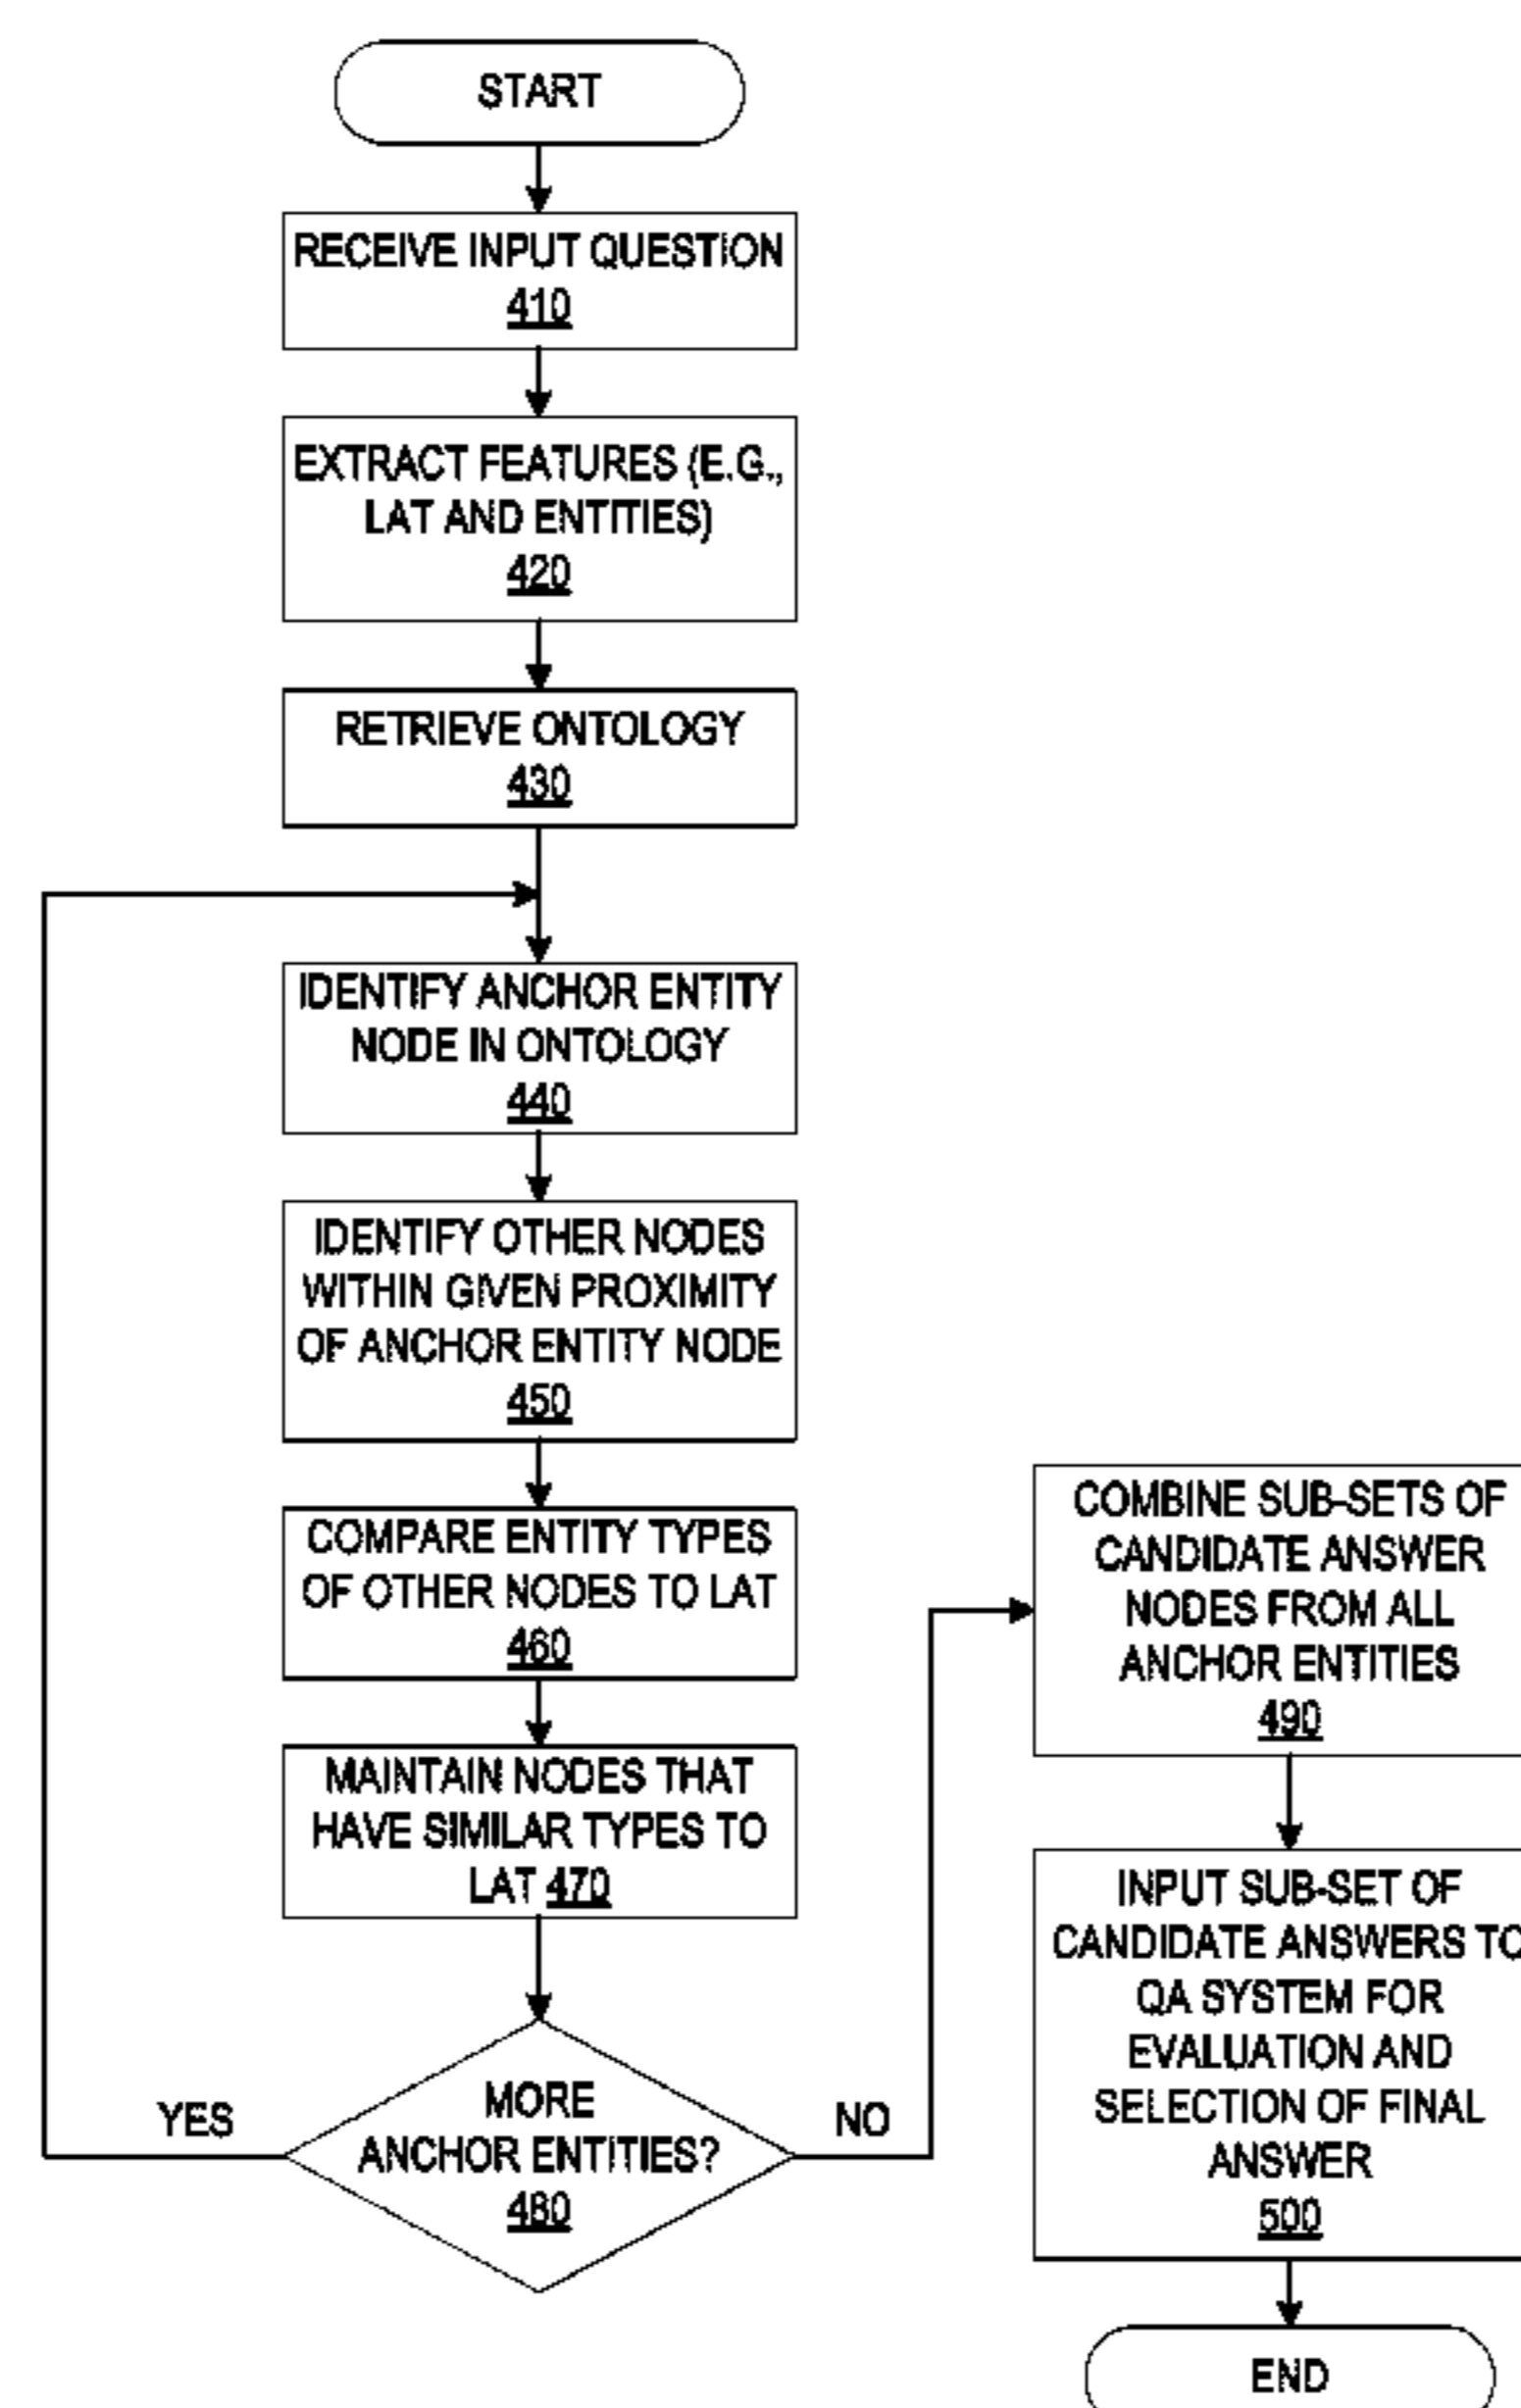 START
RECEIVE INPUT QUESTION
410
EXTRACT FEATURES (E.G.,
LAT AND ENTITIES)
420
RETRIEVE ONTOLOGY
430
IDENTIFY ANCHOR ENTITY
NODE IN ONTOLOGY
440
IDENTIFY OTHER NODES
WITHIN GIVEN PROXIMITY
OF ANCHOR ENTITY NODE
450
COMPARE ENTITY TYPES
OF OTHER NODES TO LAT
460
MAINTAIN NODES THAT
HAVE SIMILAR TYPES TO
LAT 470
MORE
ANCHOR ENTITIES?
480
YES
NO
COMBINE SUB-SETS OF
CANDIDATE ANSWER
NODES FROM ALL
ANCHOR ENTITIES
490
INPUT SUB-SET OF
CANDIDATE ANSWERS TO
QA SYSTEM FOR
EVALUATION AND
SELECTION OF FINAL
ANSWER
500
END